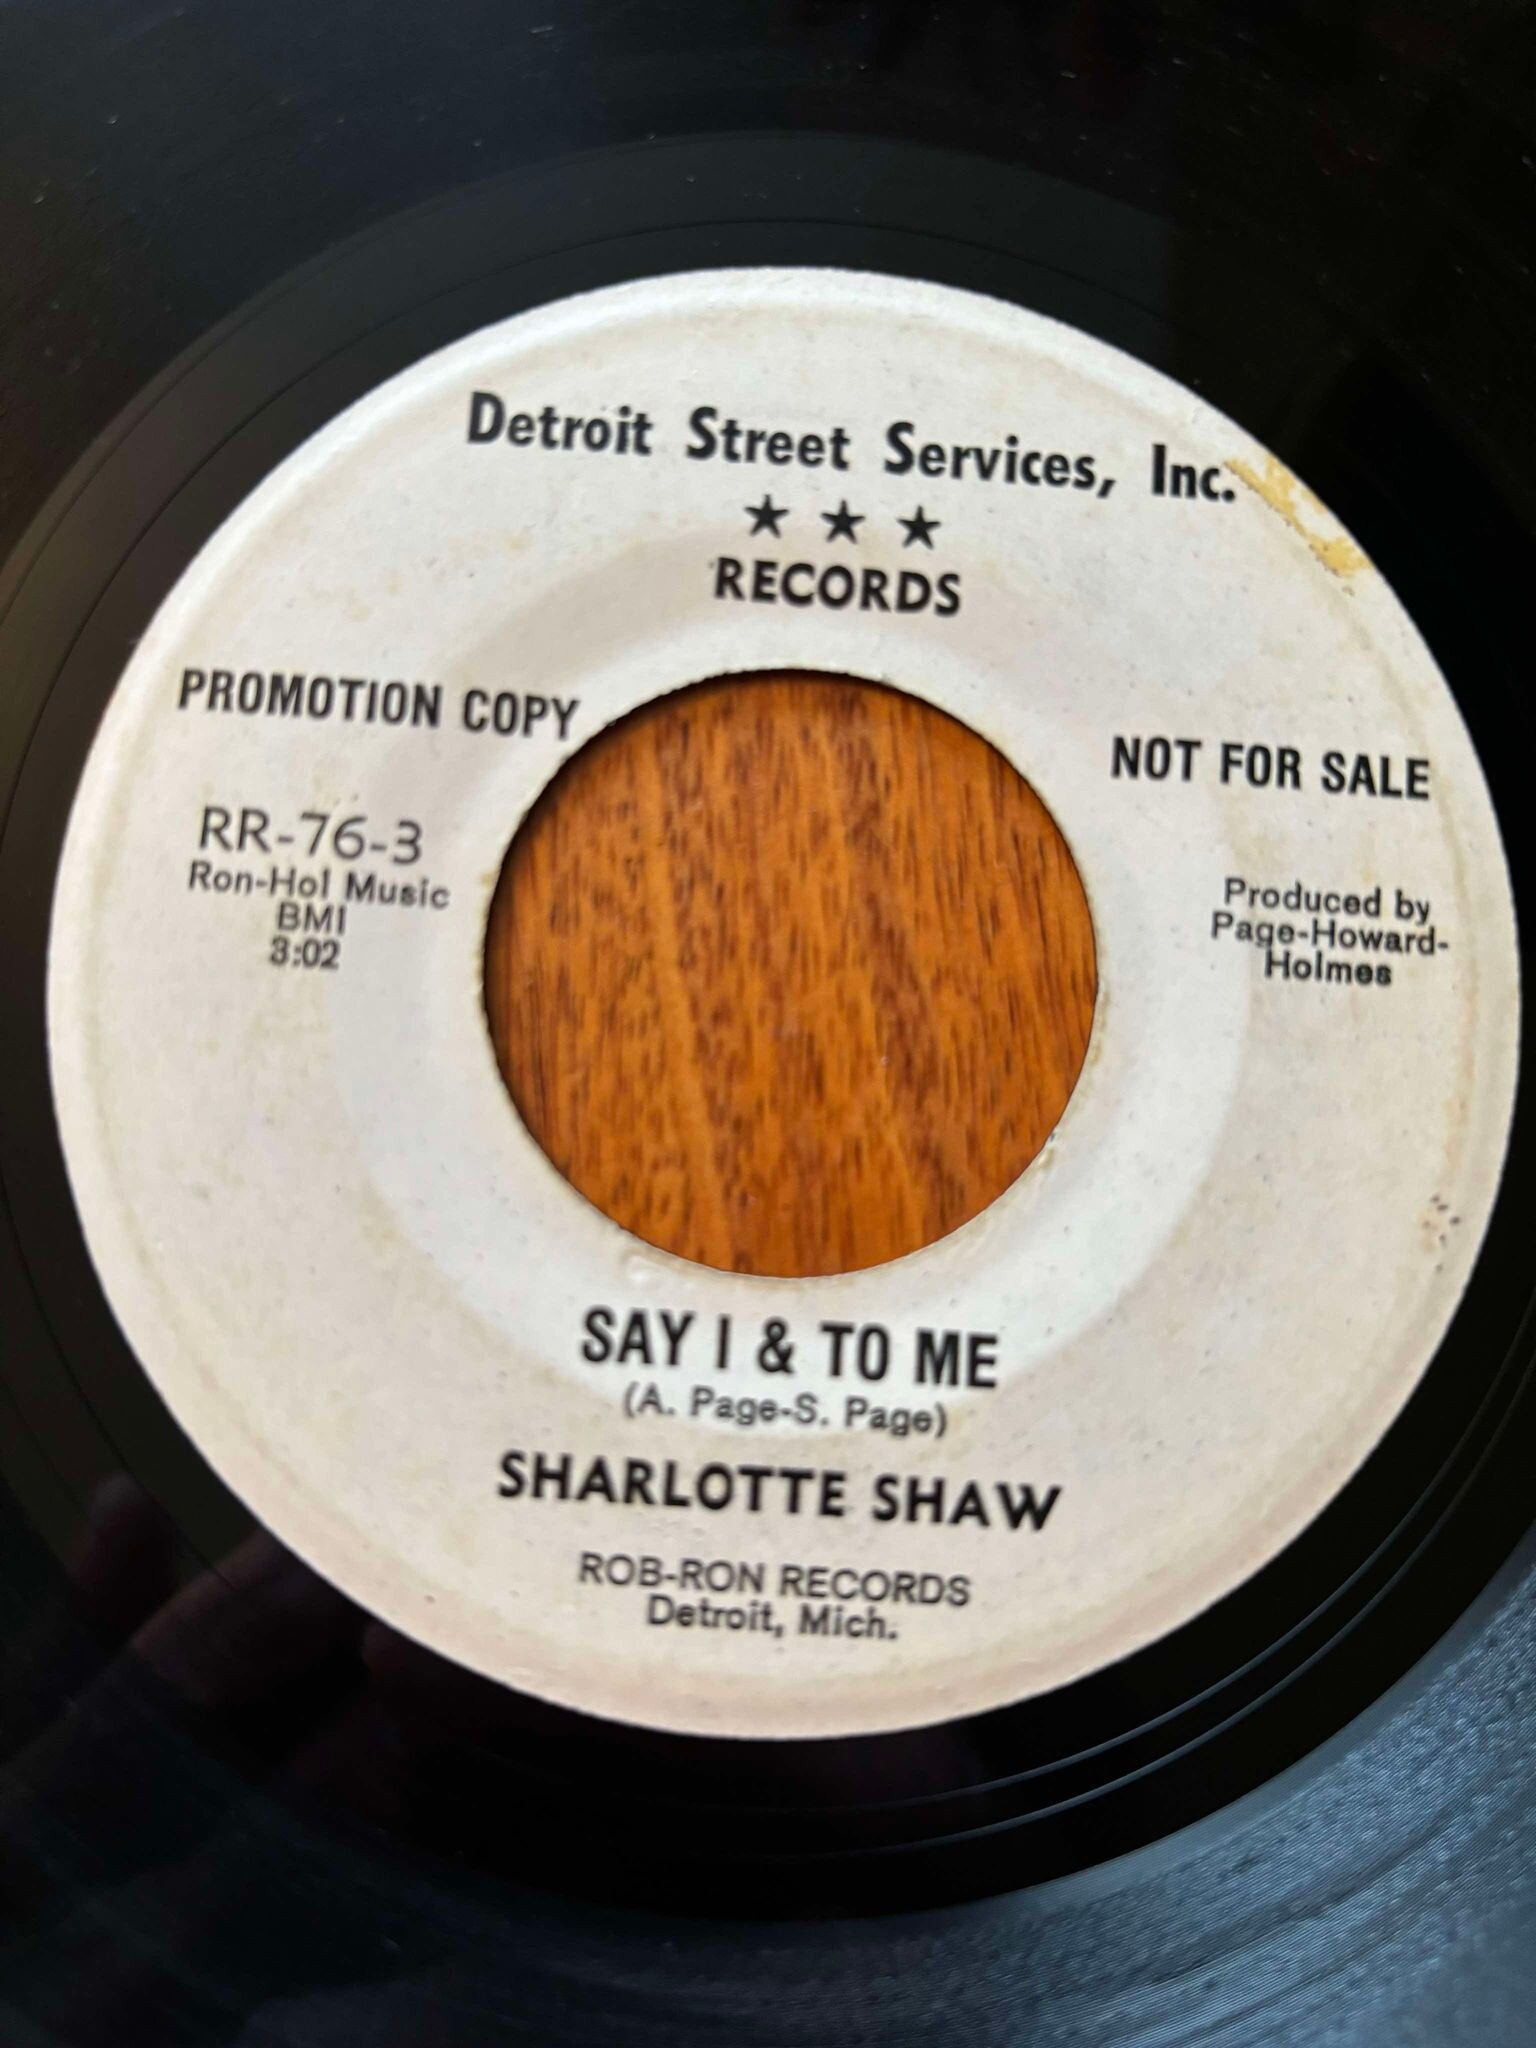 Detroit Street Services, Inc.
★ ★ ★
RECORDS
PROMOTION COPY
NOT FOR SALE
RR-76-3
Ron-Hol Music
BMI
3:02
Produced by
Page-Howard-
Holmes
SAY I & TO ME
(A. Page-S. Page)
SHARLOTTE SHAW
ROB-RON RECORDS
Detroit, Mich.